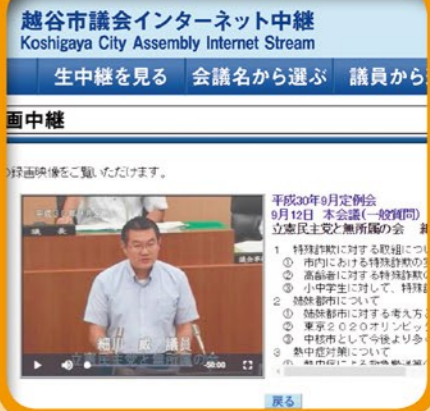 越谷市議会インターネット中継
Koshigaya City Assembly Internet Stream
生中継を見る 会議名から選ぶ 議員から
画中継
の録画映像をご覧いただけます。
平成30年9月定例会
9月12日 本会議(一般質問)
立憲民主党と無所属の会 細
1 特殊詐欺に対する取組につい
① 市内における特殊詐欺の
② 高齢者に対する特殊詐欺の
③ 小中学生に対して、特殊
2 姉妹都市について
① 姉妹都市に対する考え方
② 東京2020オリンピッ
③ 中核市として今後より多
3 熱中症対策について
議長
細川 威 議員
立憲民主党と無所属の会
-50:00
戻る